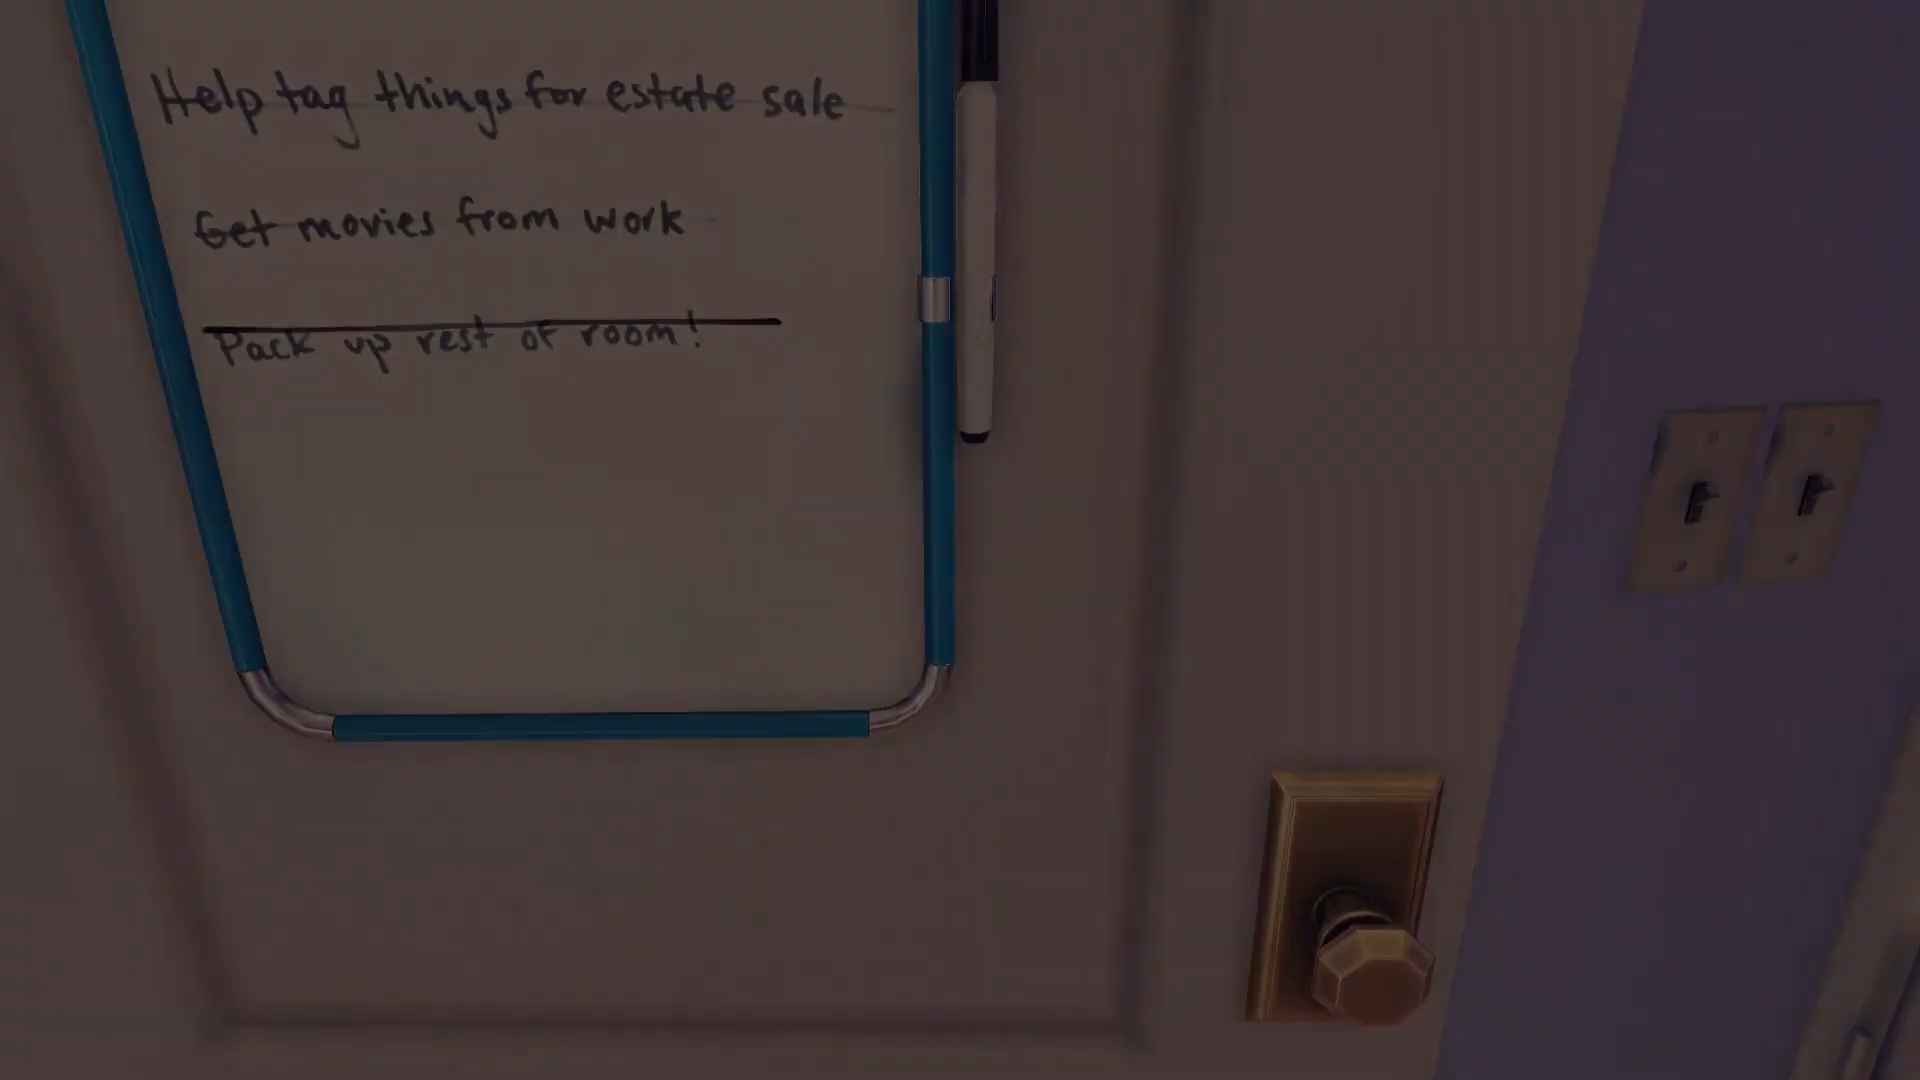 Help tag things for estate sale
Get movies from work
Pack up rest of room!